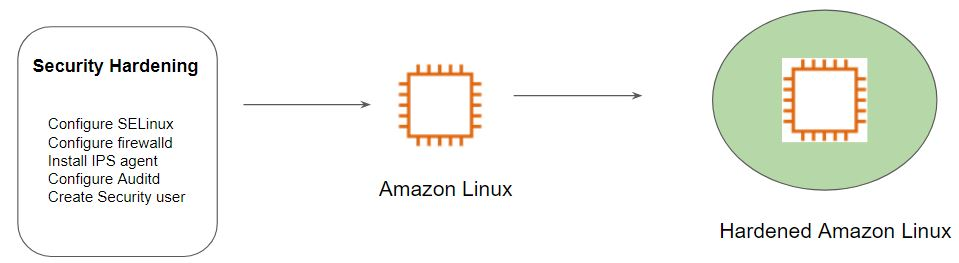 Security Hardening
Configure SELinux
Configure firewalld
Install IPS agent
Configure Auditd
Create Security user
Amazon Linux
Hardened Amazon Linux